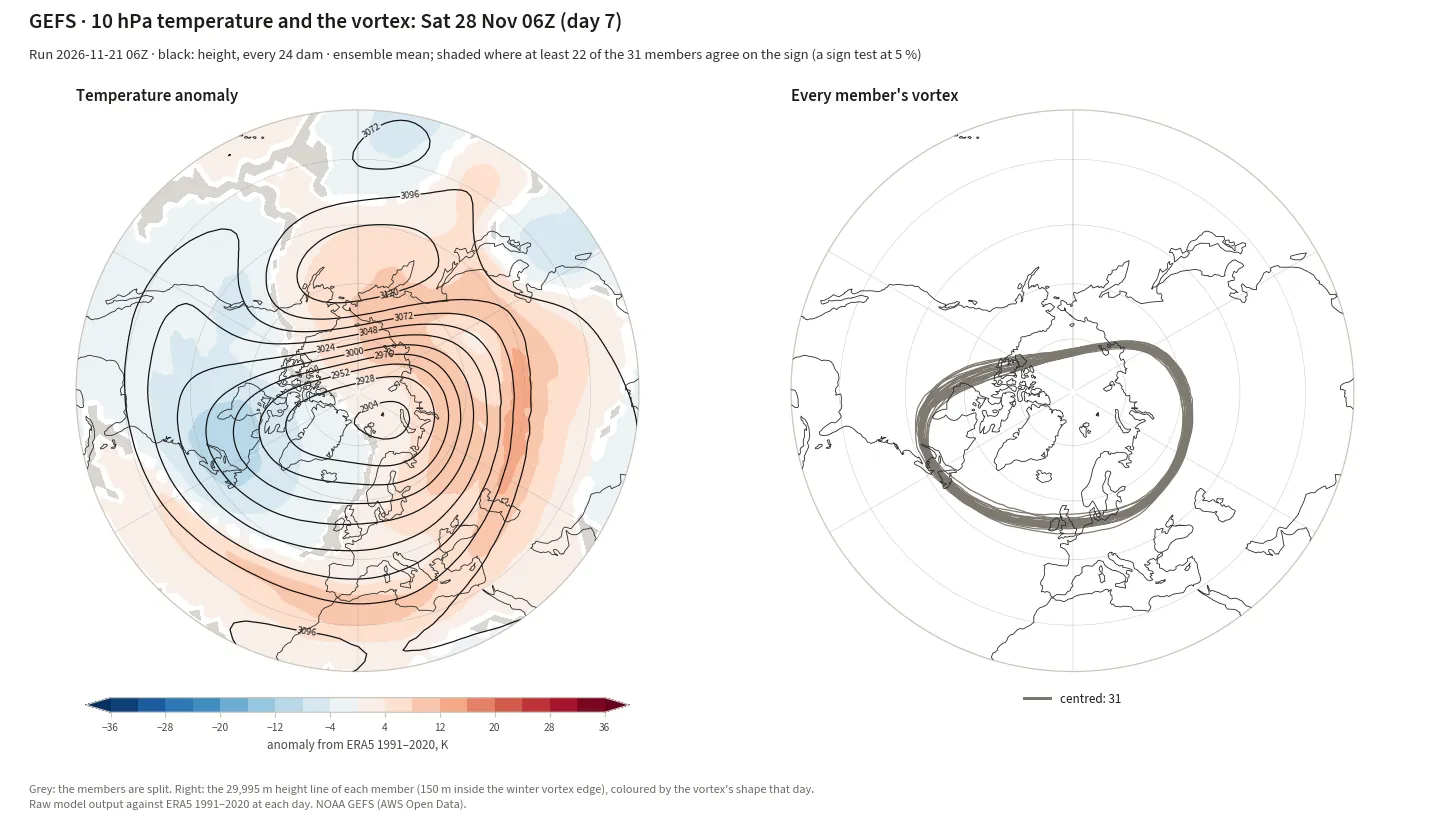 GEFS · 10 hPa temperature and the vortex: Sat 28 Nov 06Z (day 7)
Run 2026-11-21 06Z · black: height, every 24 dam · ensemble mean; shaded where at least 22 of the 31 members agree on the sign (a sign test at 5 %)
Temperature anomaly
Every member's vortex
3072
3096
3120
3072
3048
3024
3000
2976
2952
2928
2904
3096
centred: 31
−36
−28
−20
−12
−4
4
12
20
28
36
anomaly from ERA5 1991–2020, K
Grey: the members are split. Right: the 29,995 m height line of each member (150 m inside the winter vortex edge), coloured by the vortex's shape that day.
Raw model output against ERA5 1991–2020 at each day. NOAA GEFS (AWS Open Data).